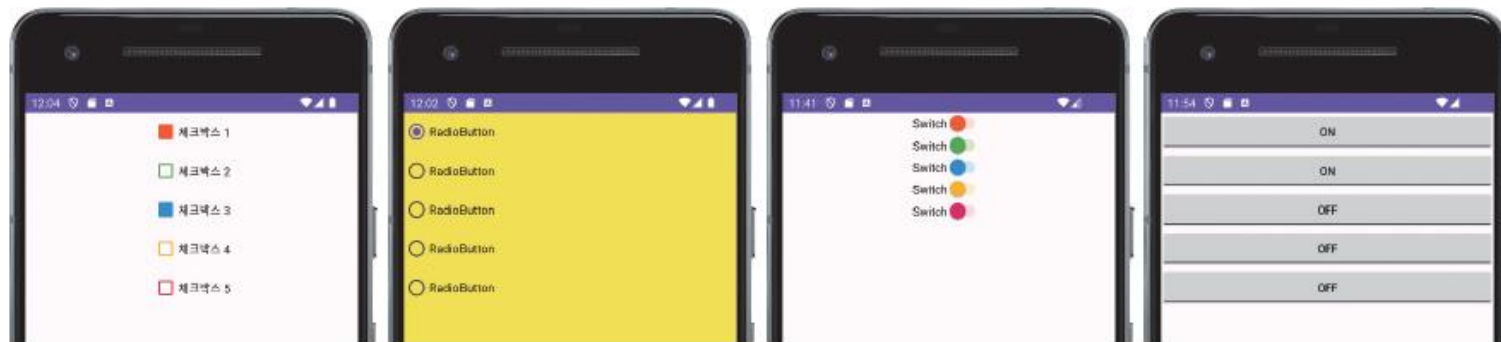 12:04
체크박스 1
체크박스 2
체크박스 3
체크박스 4
체크박스 5
12:02
RadioButton
RadioButton
RadioButton
RadioButton
RadioButton
11:41
Switch
Switch
Switch
Switch
Switch
11:54
ON
ON
OFF
OFF
OFF